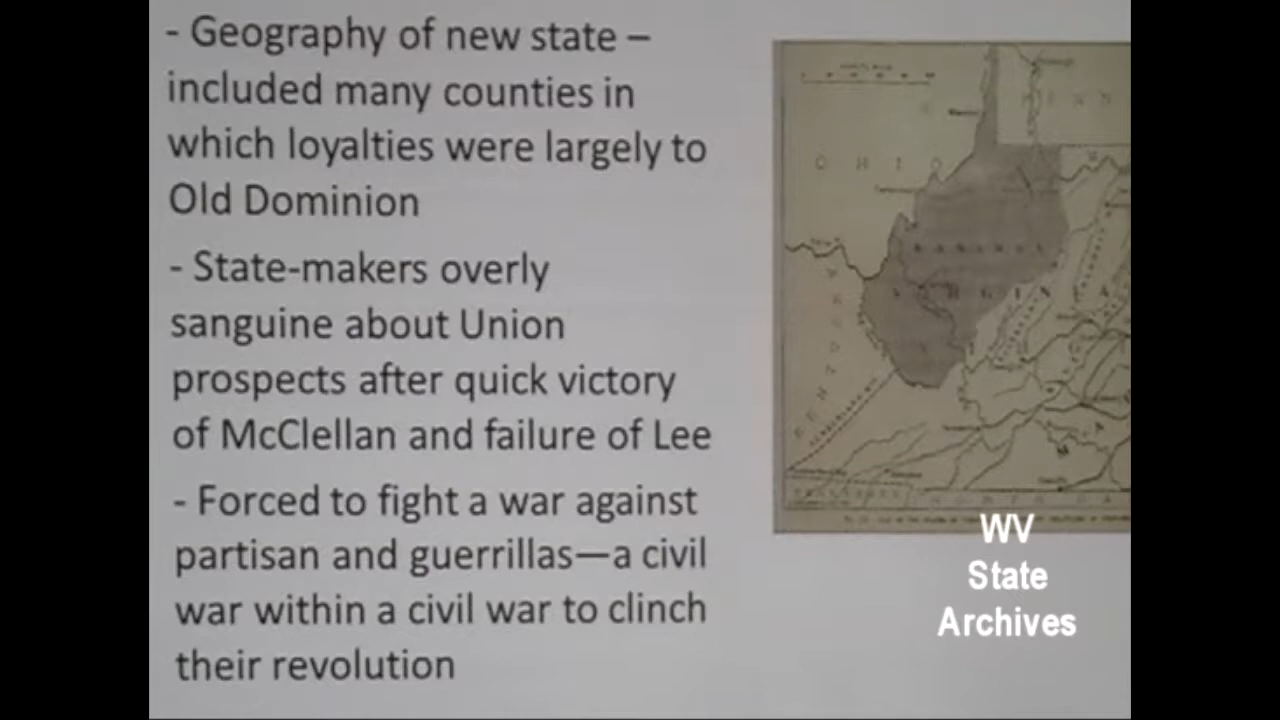 - Geography of new state –
included many counties in
which loyalties were largely to
Old Dominion
- State-makers overly
sanguine about Union
prospects after quick victory
of McClellan and failure of Lee
- Forced to fight a war against
partisan and guerrillas—a civil
war within a civil war to clinch
their revolution
O H I O
WV
State
Archives